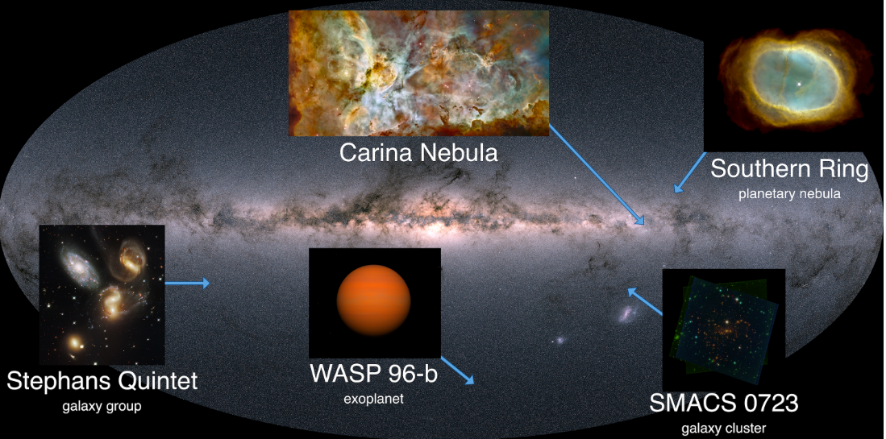 Carina Nebula
Southern Ring
planetary nebula
Stephans Quintet
galaxy group
WASP 96-b
exoplanet
SMACS 0723
galaxy cluster